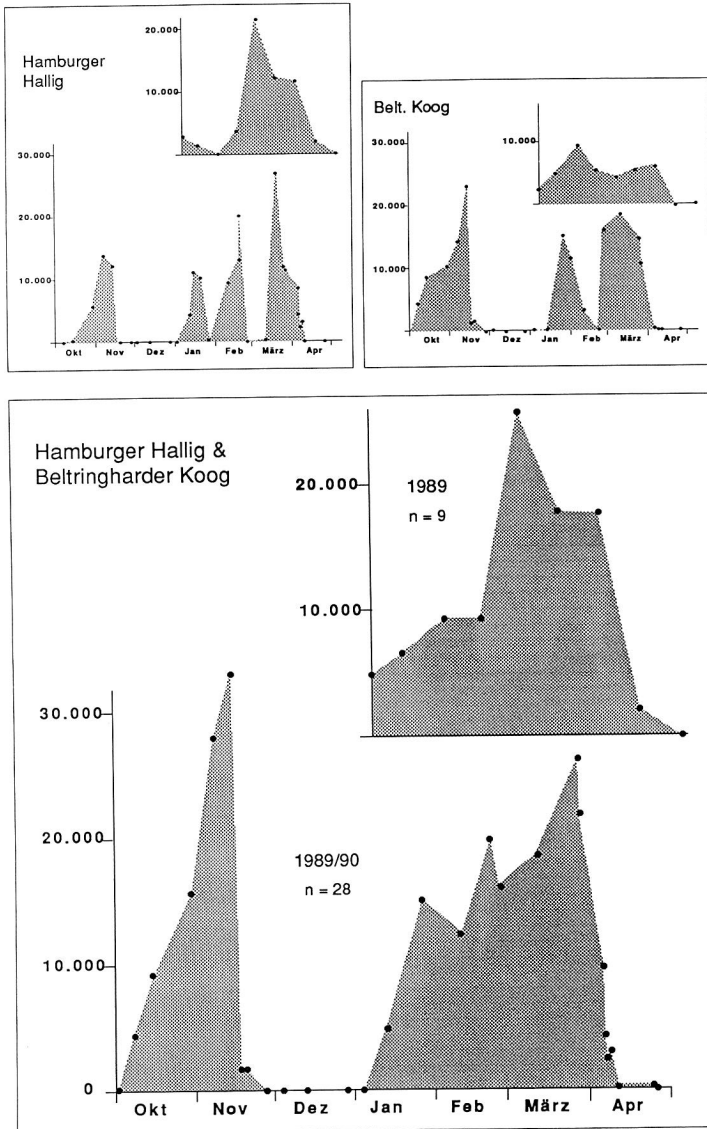 Hamburger
Hallig
20.000
10.000
30.000
20.000
10.000
Okt Nov Dez Jan Feb März Apr
Belt. Koog
10.000
30.000
20.000
10.000
Okt Nov Dez Jan Feb März Apr
Hamburger Hallig &
Beltringharder Koog
20.000
1989
n = 9
10.000
30.000
20.000
1989/90
n = 28
10.000
0
Okt Nov Dez Jan Feb März Apr